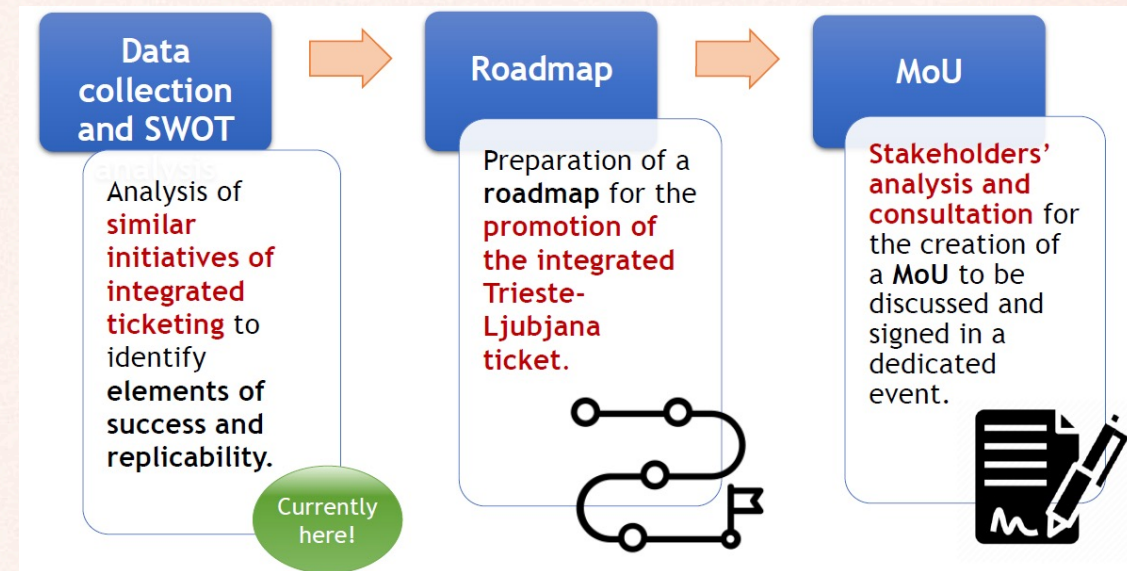 Data
collection
and SWOT
analysis
Analysis of
similar
initiatives of
integrated
ticketing to
identify
elements of
success and
replicability.
Currently
here!
Roadmap
Preparation of a
roadmap for the
promotion of
the integrated
Trieste-
Ljubjana
ticket.
MoU
Stakeholders’
analysis and
consultation for
the creation of
a MoU to be
discussed and
signed in a
dedicated
event.